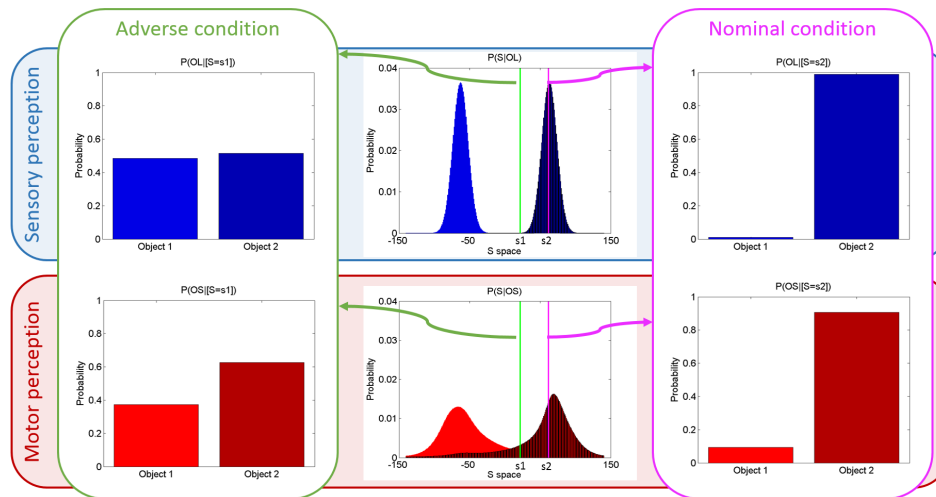 Adverse condition
Nominal condition
Sensory perception
P(OL|[S=s1])
Probability
1
0.8
0.6
0.4
0.2
0
Object 1
Object 2
P(S|OL)
Probability
0.04
0.03
0.02
0.01
0
-150
-50
s1
s2
150
S space
P(OL|[S=s2])
Probability
1
0.8
0.6
0.4
0.2
0
Object 1
Object 2
Motor perception
P(OS|[S=s1])
Probability
1
0.8
0.6
0.4
0.2
0
Object 1
Object 2
P(S|OS)
Probability
0.04
0.03
0.02
0.01
0
-150
-50
s1
s2
150
S space
P(OS|[S=s2])
Probability
1
0.8
0.6
0.4
0.2
0
Object 1
Object 2